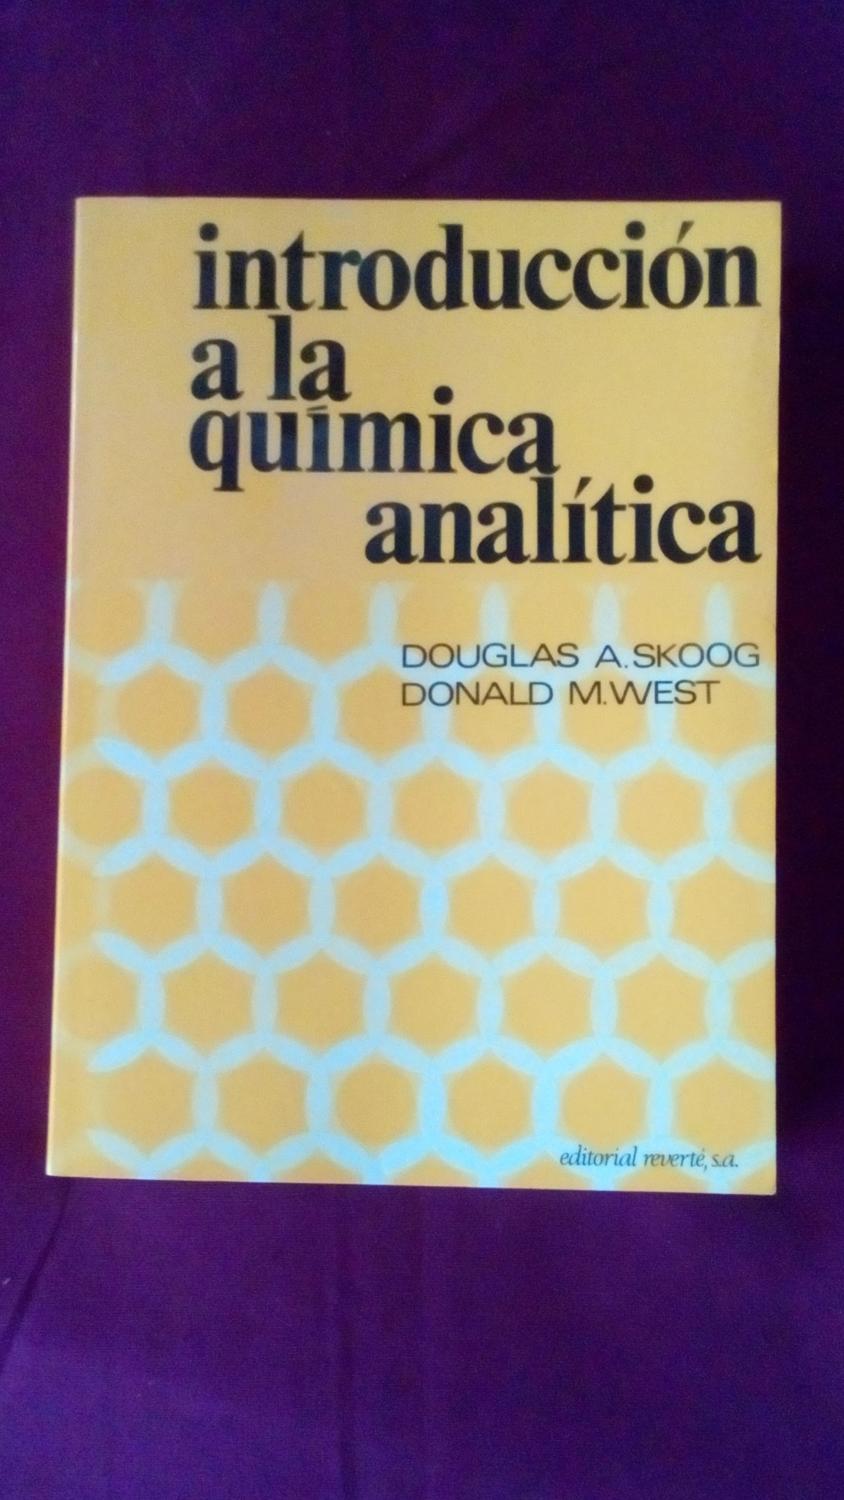 introducción
a la
química
analítica
DOUGLAS A. SKOOG
DONALD M. WEST
editorial reverté, s.a.